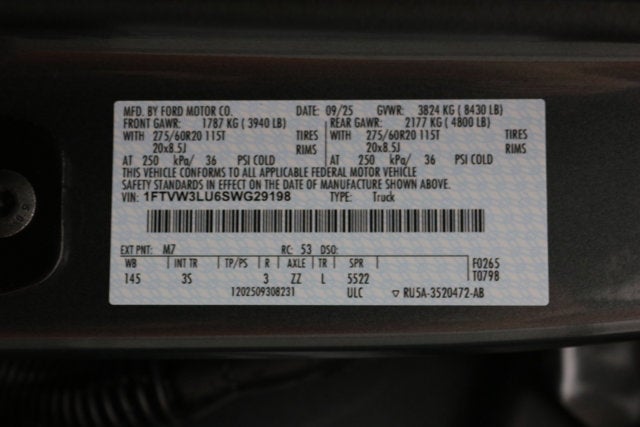 MFD. BY FORD MOTOR CO. 09/25 GVWR: 3824 KG ( 8430 LB)
FRONT GAWR: 1787 KG ( 3940 LB) REAR GAWR: 2177 KG ( 4800 LB)
WITH 275/60R20 115T TIRES WITH 275/60R20 115T TIRES
20x8.5J RIMS 20x8.5J RIMS
AT 250 kPa/ 36 PSI COLD AT 250 kPa/ 36 PSI COLD
THIS VEHICLE CONFORMS TO ALL APPLICABLE FEDERAL MOTOR VEHICLE
SAFETY STANDARDS IN EFFECT ON THE DATE OF MANUFACTURE SHOWN ABOVE.
VIN: 1FTVW3LU6SWG29198 TYPE: Truck
EXT PNT: M7 RC: 53 DSO:
WB INT TR TP/PS R AXLE TR SPR F0265
145 3S 3 ZZ L 5522 T0798
1202509308231 ULC ▽ RU5A-3520472-AB